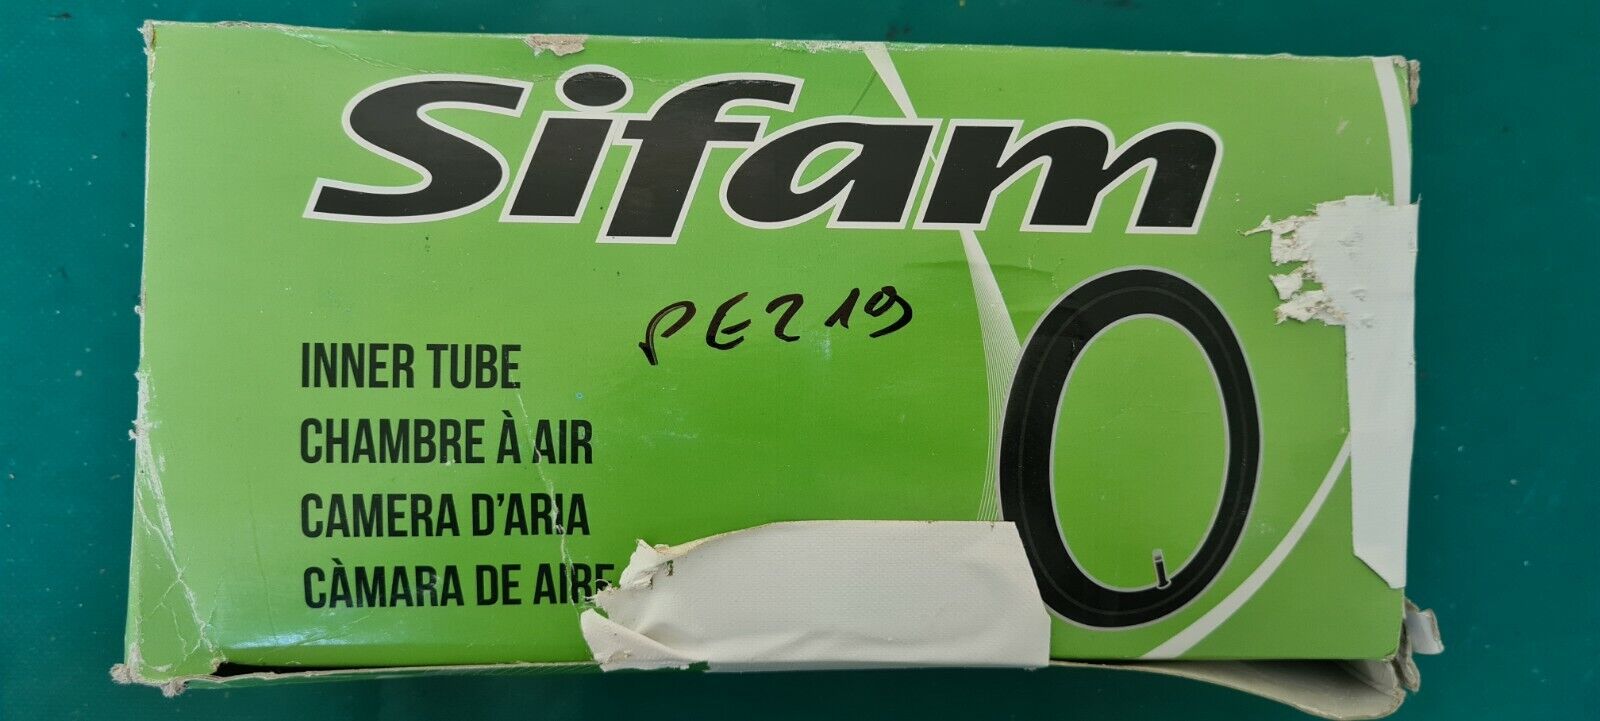 Sifam
PE219
INNER TUBE
CHAMBRE À AIR
CAMERA D'ARIA
CÀMARA DE AIRE